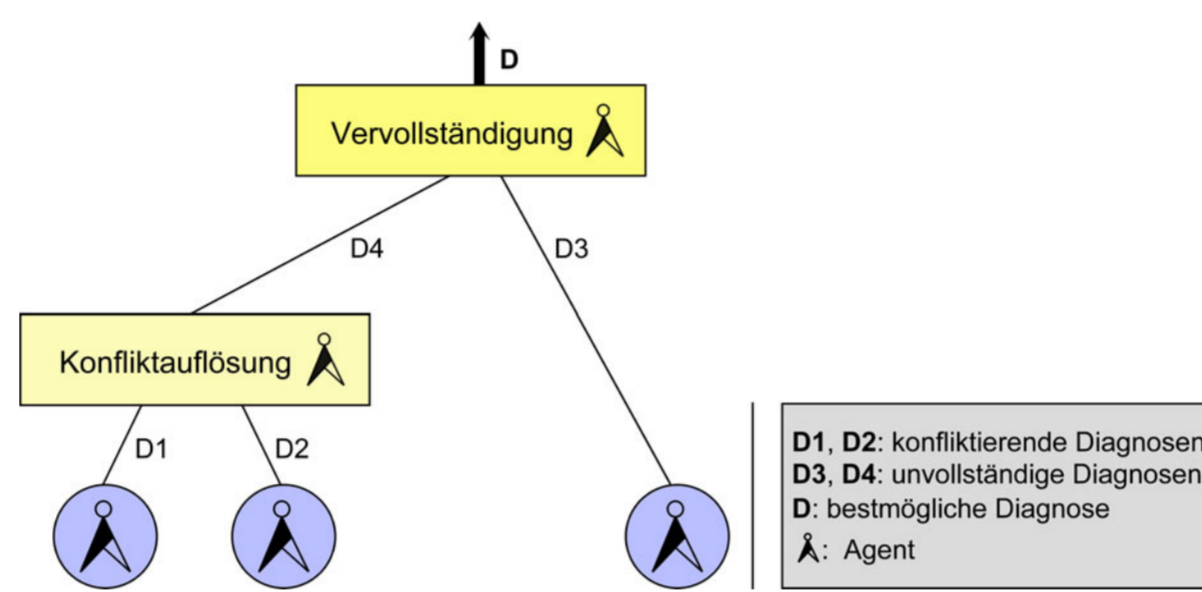 D
Vervollständigung
D4
D3
Konfliktauflösung
D1
D2
D1, D2: konfliktierende Diagnosen
D3, D4: unvollständige Diagnosen
D: bestmögliche Diagnose
: Agent